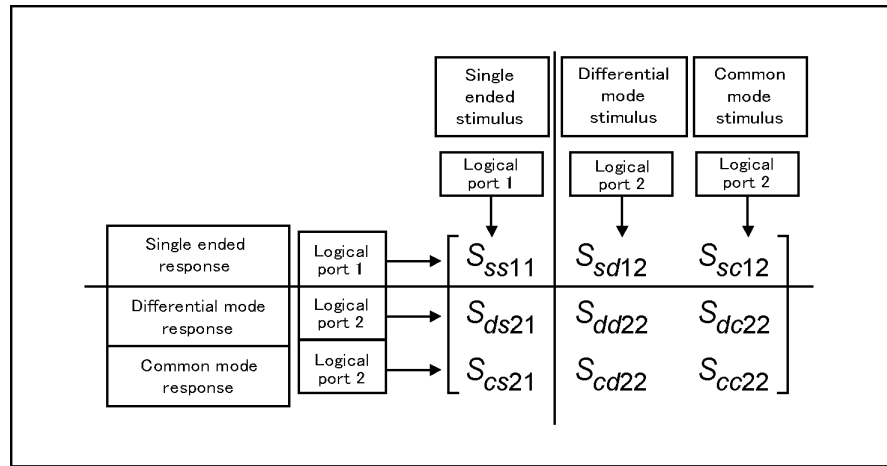 Single ended stimulus
Differential mode stimulus
Common mode stimulus
Logical port 1
Logical port 2
Logical port 2
Single ended response
Logical port 1
Sss11 Ssd12 Ssc12
Differential mode response
Logical port 2
Sds21 Sdd22 Sdc22
Common mode response
Logical port 2
Scs21 Scd22 Scc22